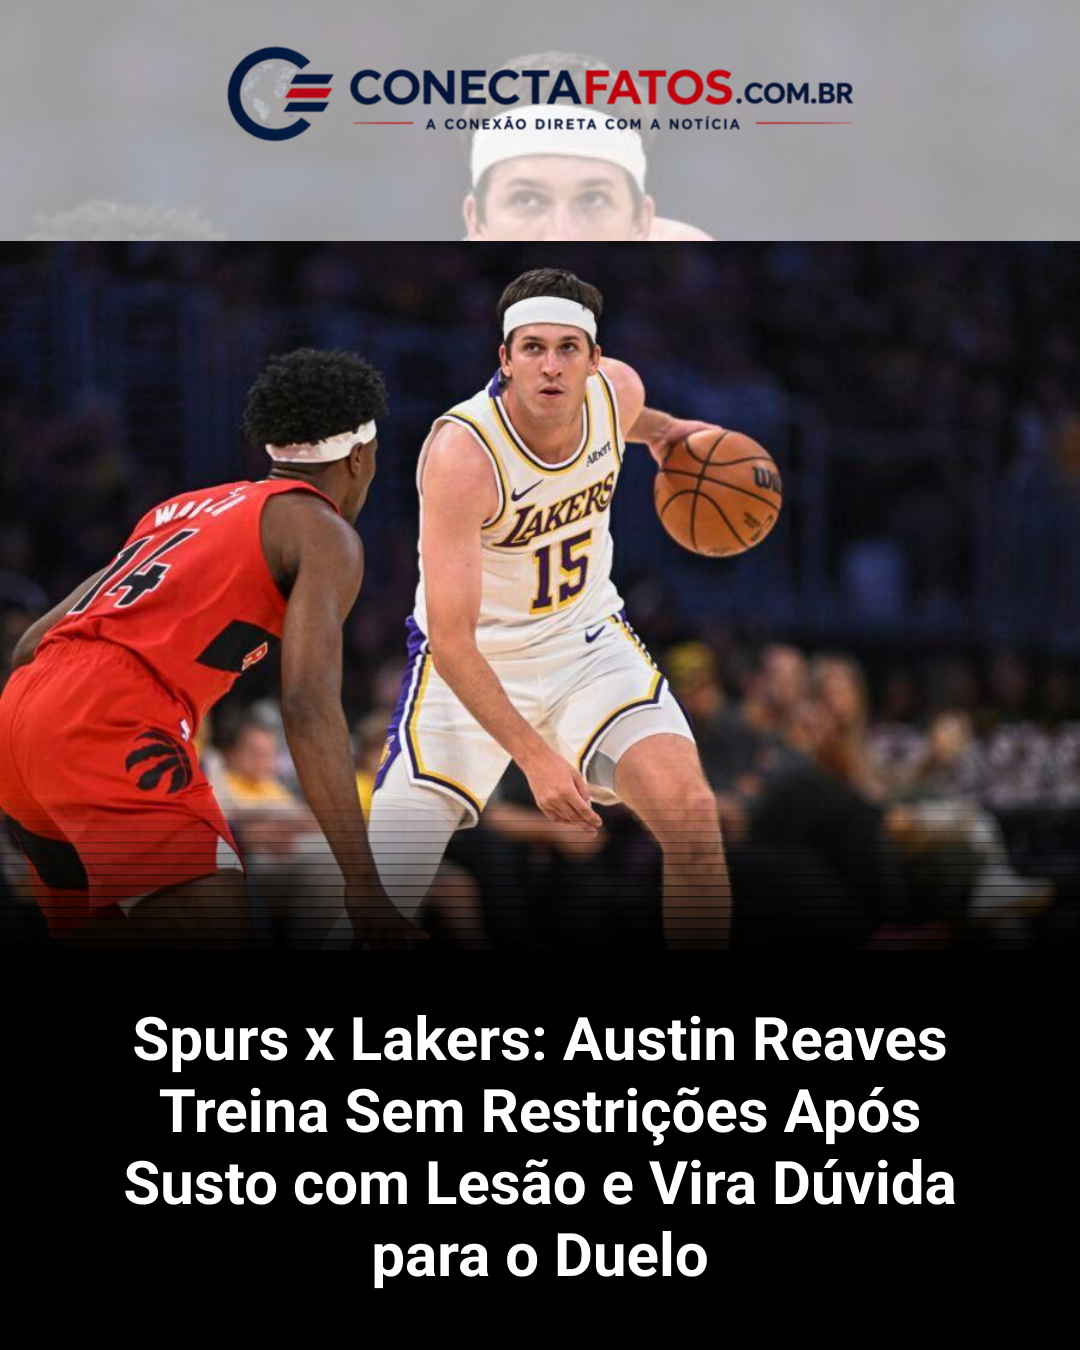 CONECTAFATOS.COM.BR
A CONEXÃO DIRETA COM A NOTÍCIA
Albert
LAKERS
15
14
Spurs x Lakers: Austin Reaves
Treina Sem Restrições Após
Susto com Lesão e Vira Dúvida
para o Duelo